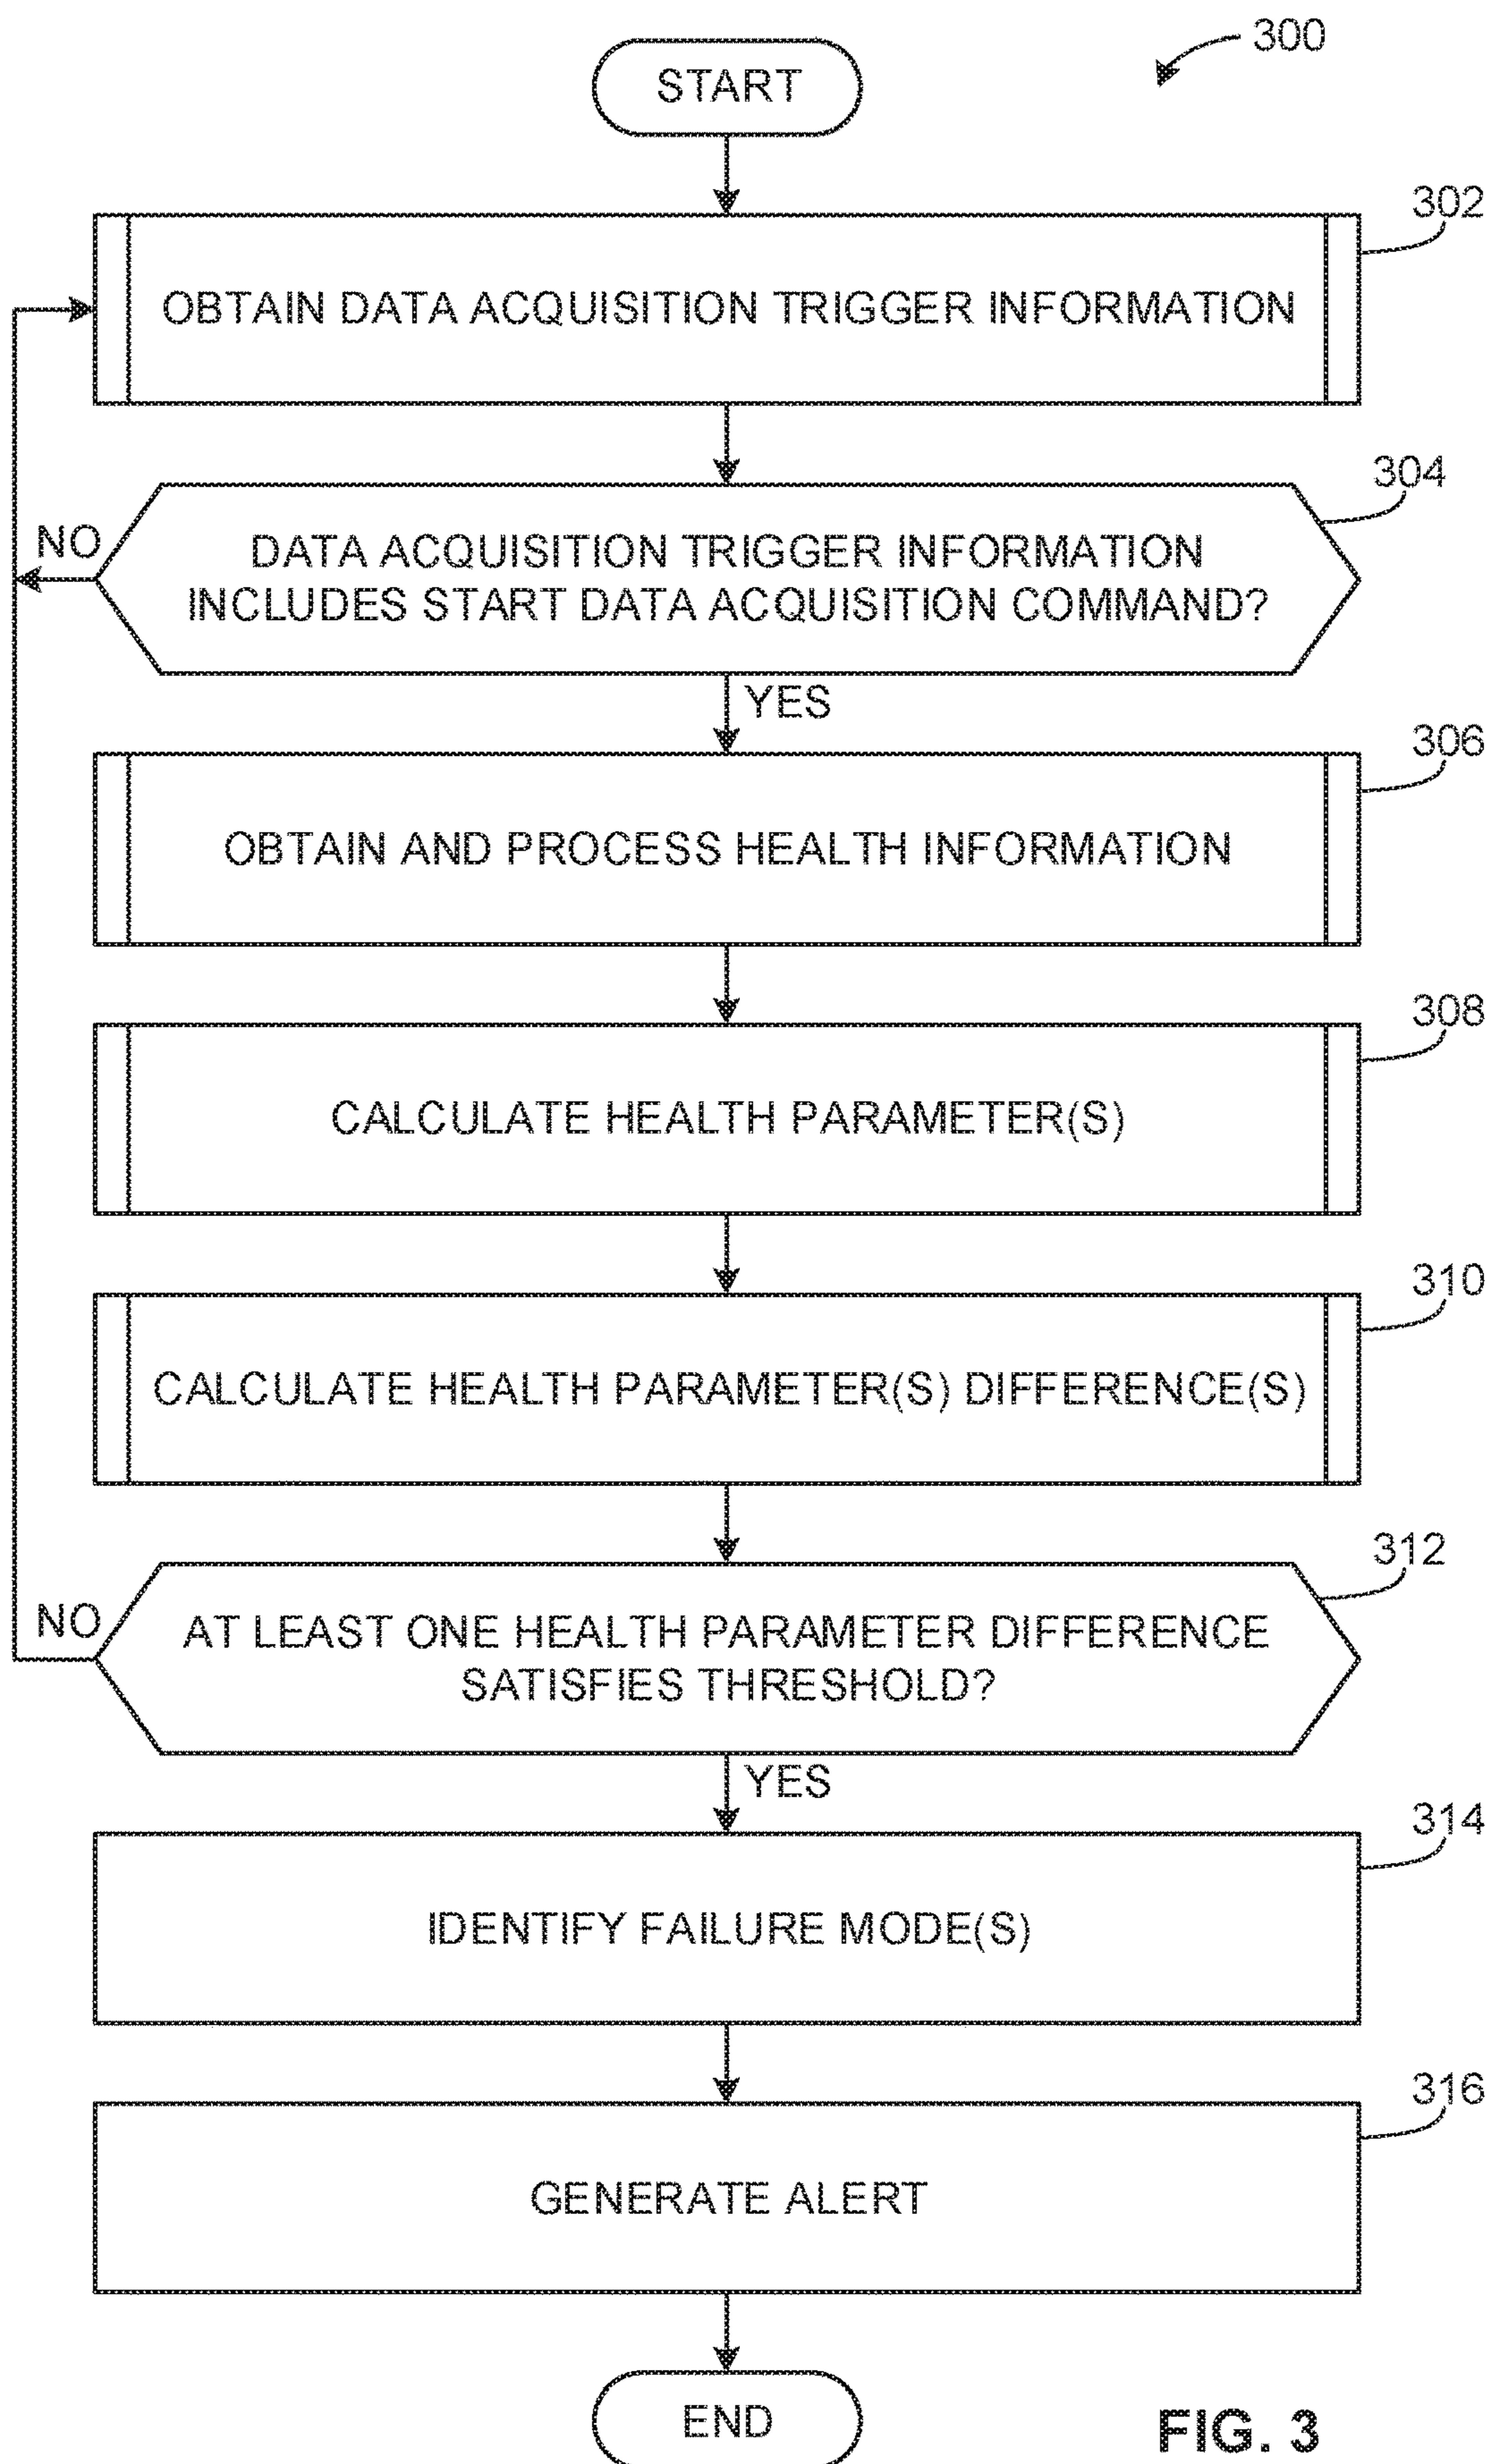 300
START
302
OBTAIN DATA ACQUISITION TRIGGER INFORMATION
304
NO
DATA ACQUISITION TRIGGER INFORMATION
INCLUDES START DATA ACQUISITION COMMAND?
YES
306
OBTAIN AND PROCESS HEALTH INFORMATION
308
CALCULATE HEALTH PARAMETER(S)
310
CALCULATE HEALTH PARAMETER(S) DIFFERENCE(S)
312
NO
AT LEAST ONE HEALTH PARAMETER DIFFERENCE
SATISFIES THRESHOLD?
YES
314
IDENTIFY FAILURE MODE(S)
316
GENERATE ALERT
END
FIG. 3